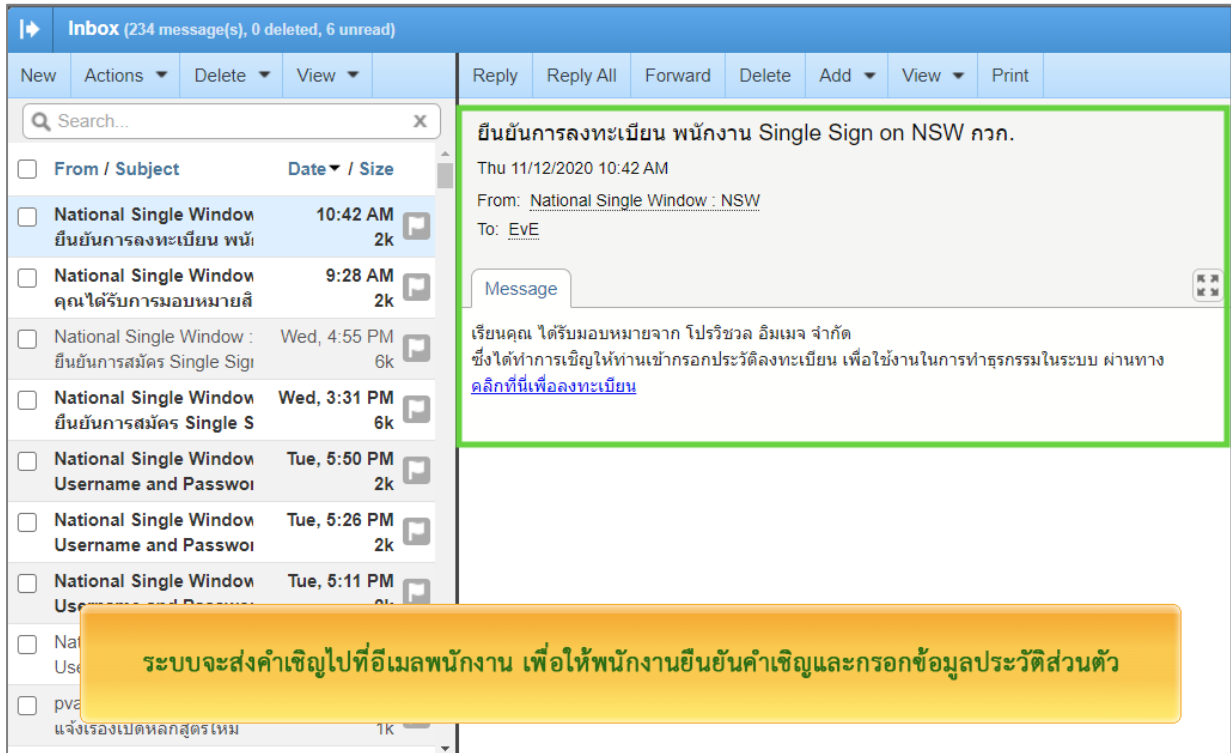 Inbox (234 message(s), 0 deleted, 6 unread)
New Actions Delete View
Reply Reply All Forward Delete Add View Print
Search... X
From / Subject Date / Size
National Single Window 10:42 AM
ยืนยันการลงทะเบียน 2k
National Single Window 9:28 AM
คุณได้รับการมอบหมายสิ 2k
National Single Window : Wed, 4:55 PM
ยืนยันการสมัคร Single Sign 6k
National Single Window Wed, 3:31 PM
ยืนยันการสมัคร Single S 6k
National Single Window Tue, 5:50 PM
Username and Passwor 2k
National Single Window Tue, 5:26 PM
Username and Passwor 2k
National Single Window Tue, 5:11 PM
Nat
Use
pva
แจ้งเรื่องเปิดหลักสูตรใหม่ 1k
ยืนยันการลงทะเบียน พนักงาน Single Sign on NSW กวก.
Thu 11/12/2020 10:42 AM
From: National Single Window : NSW
To: EvE
Message
เรียนคุณ ได้รับมอบหมายจาก โปรวิชวล อิมเมจ จำกัด
ซึ่งได้ทำการเชิญให้ท่านเข้ากรอกประวัติลงทะเบียน เพื่อใช้งานในการทำธุรกรรมในระบบ ผ่านทาง
คลิกที่นี่เพื่อลงทะเบียน
ระบบจะส่งคำเชิญไปที่อีเมลพนักงาน เพื่อให้พนักงานยืนยันคำเชิญและกรอกข้อมูลประวัติส่วนตัว